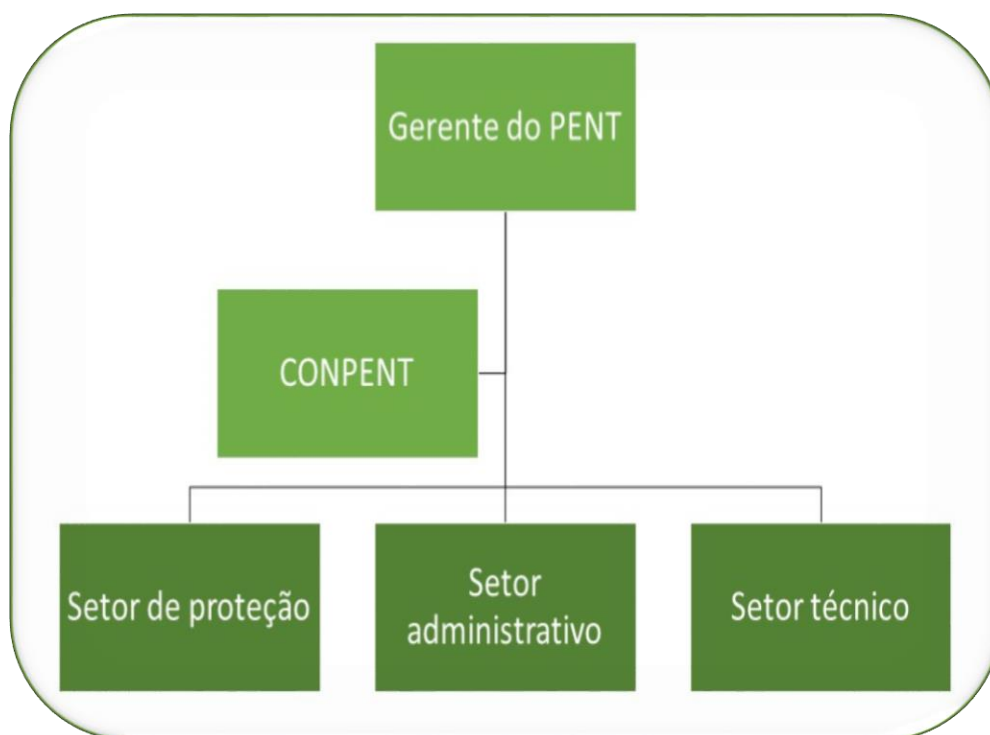 Gerente do PENT
CONPENT
Setor de proteção
Setor
administrativo
Setor técnico